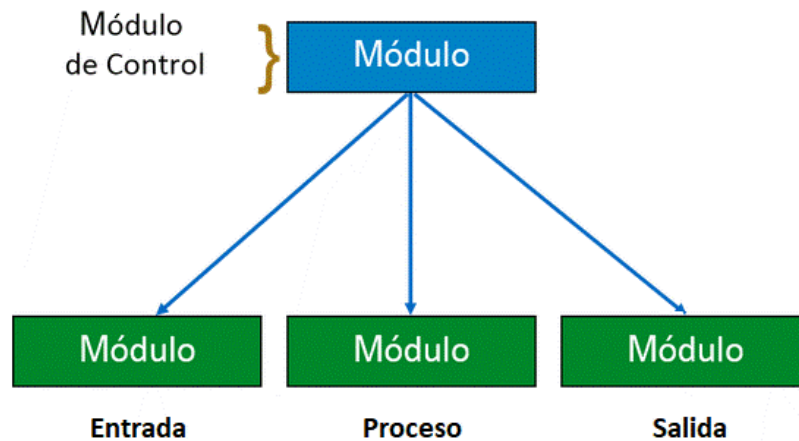 Módulo
de Control
Módulo
Módulo
Módulo
Módulo
Entrada
Proceso
Salida